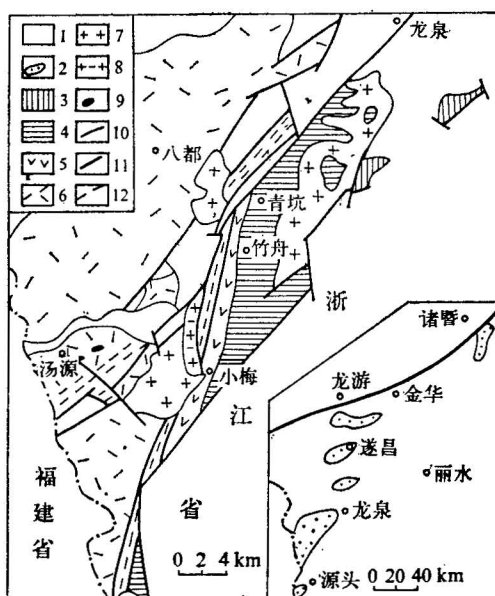 1 7
2 8
3 9
4 10
5 11
6 12
龙泉
八都
青坑
竹舟
浙
江
省
汤源
小梅
福建省
0 2 4 km
诸暨
龙游
金华
遂昌
丽水
龙泉
源头
0 20 40 km